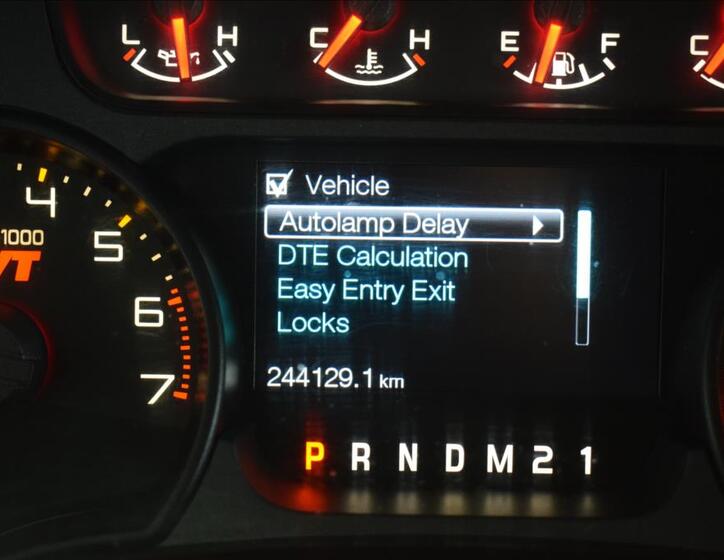 L H C H E F C
4
1000
VT
5
6
7
Vehicle
Autolamp Delay
DTE Calculation
Easy Entry Exit
Locks
244129.1 km
P R N D M 2 1